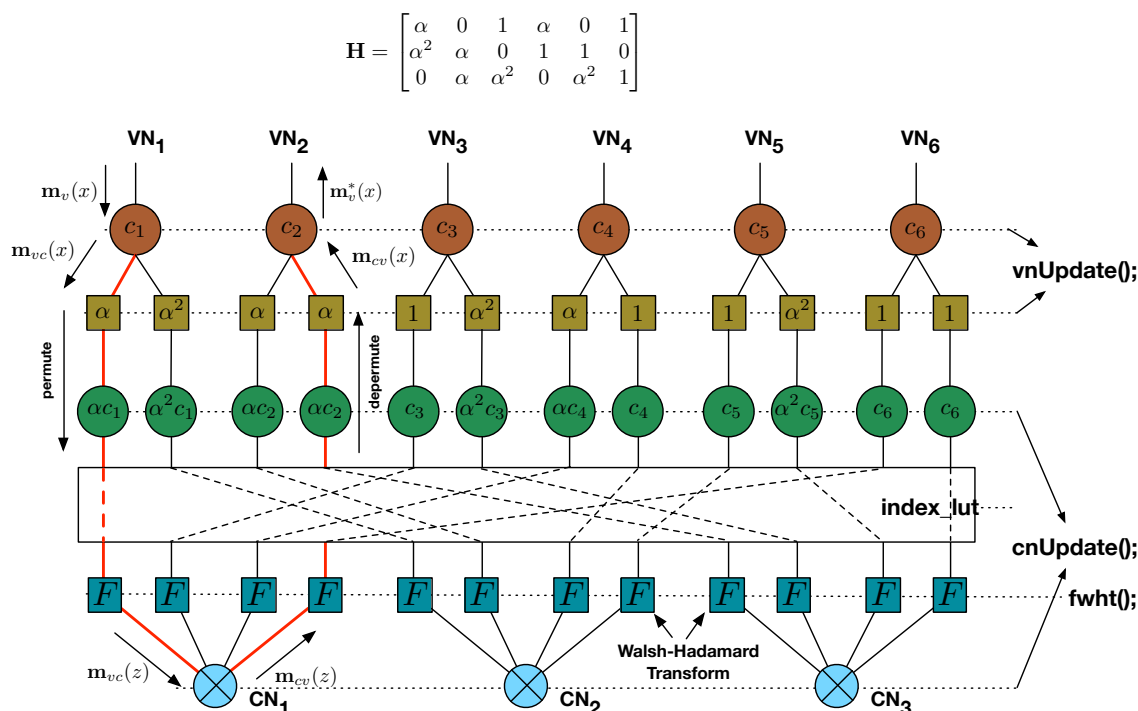 H = [ α 0 1 α 0 1
α² α 0 1 1 0
0 α α² 0 α² 1 ]
VN₁ VN₂ VN₃ VN₄ VN₅ VN₆
m_v(x) m*_v(x)
c₁ c₂ c₃ c₄ c₅ c₆
m_vc(x) m_cv(x)
vnUpdate();
α α² α α 1 α² α 1 1 α² 1 1
permute depermute
αc₁ α²c₁ αc₂ αc₂ c₃ α²c₃ αc₄ c₄ c₅ α²c₅ c₆ c₆
index_lut
cnUpdate();
F F F F F F F F F F F F
fwht();
Walsh-Hadamard
Transform
m_vc(z) m_cv(z)
CN₁ CN₂ CN₃